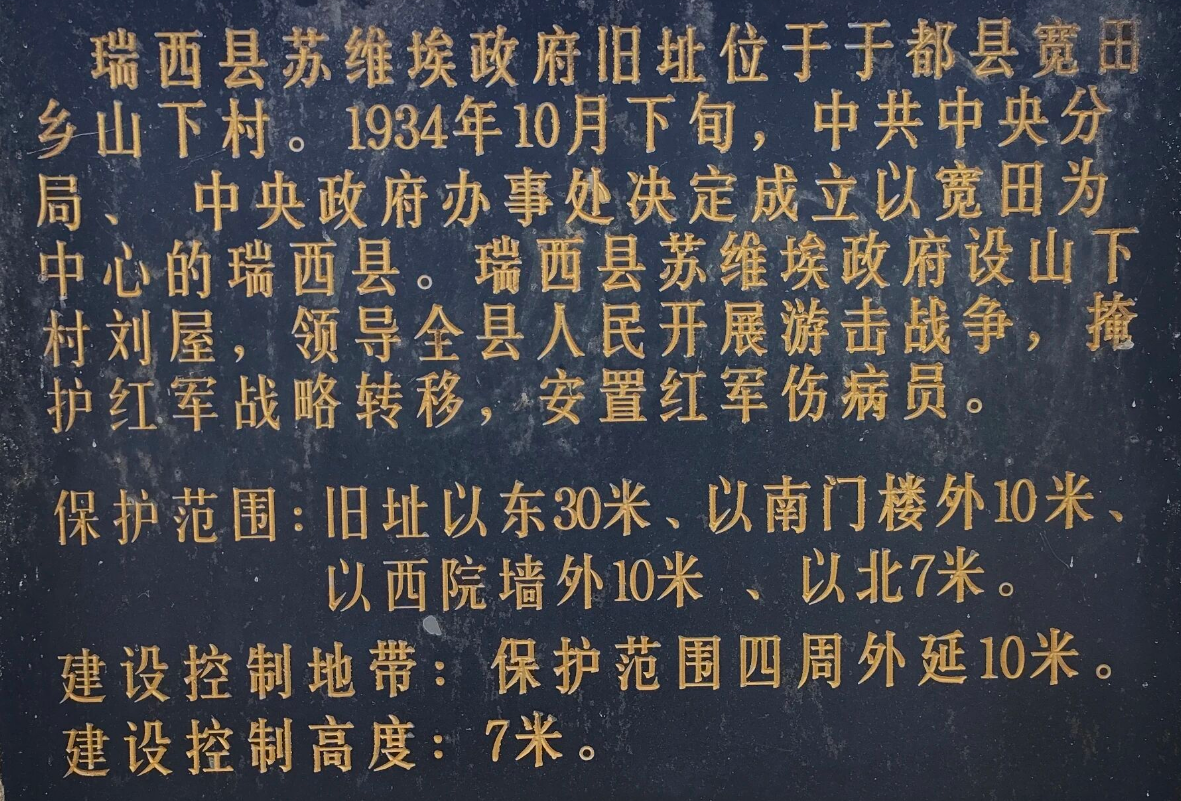 瑞西县苏维埃政府旧址位于于都县宽田
乡山下村。1934年10月下旬，中共中央分
局、中央政府办事处决定成立以宽田为
中心的瑞西县。瑞西县苏维埃政府设山下
村刘屋，领导全县人民开展游击战争，掩
护红军战略转移，安置红军伤病员。
保护范围：旧址以东30米、以南门楼外10米、
以西院墙外10米、以北7米。
建设控制地带：保护范围四周外延10米。
建设控制高度：7米。